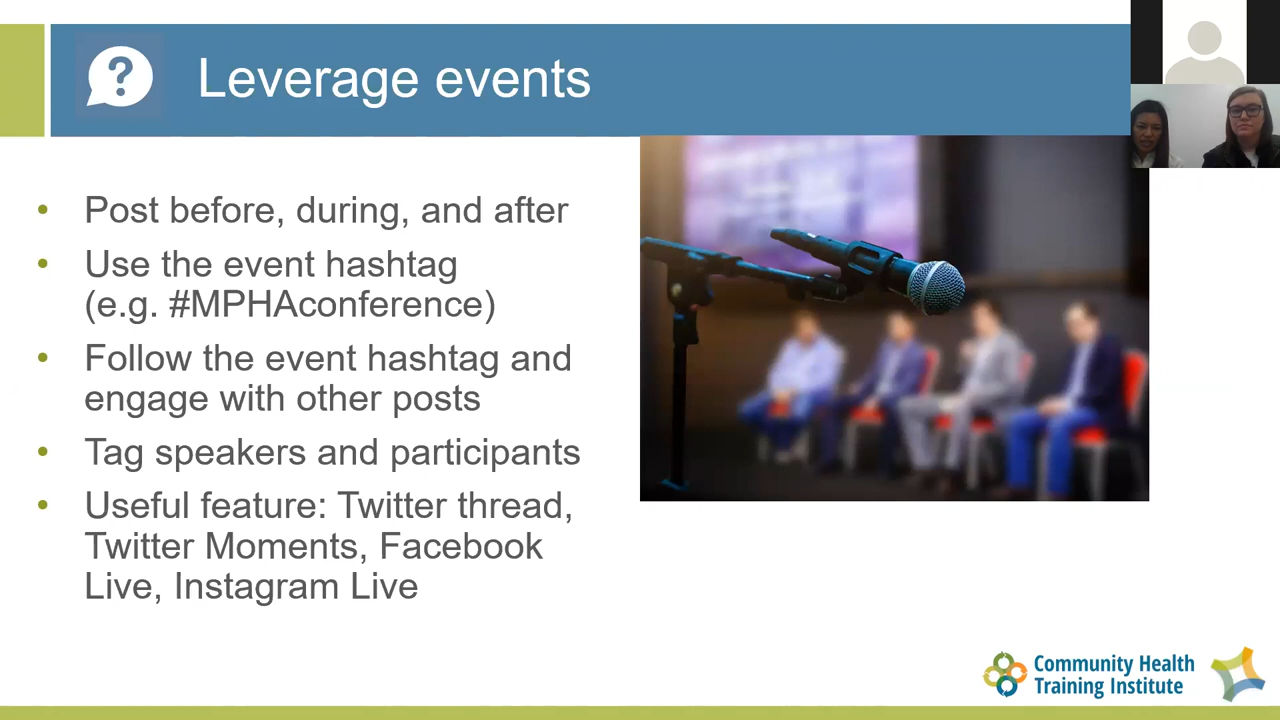 Leverage events
• Post before, during, and after
• Use the event hashtag
(e.g. #MPHAconference)
• Follow the event hashtag and
engage with other posts
• Tag speakers and participants
• Useful feature: Twitter thread,
Twitter Moments, Facebook
Live, Instagram Live
Community Health
Training Institute